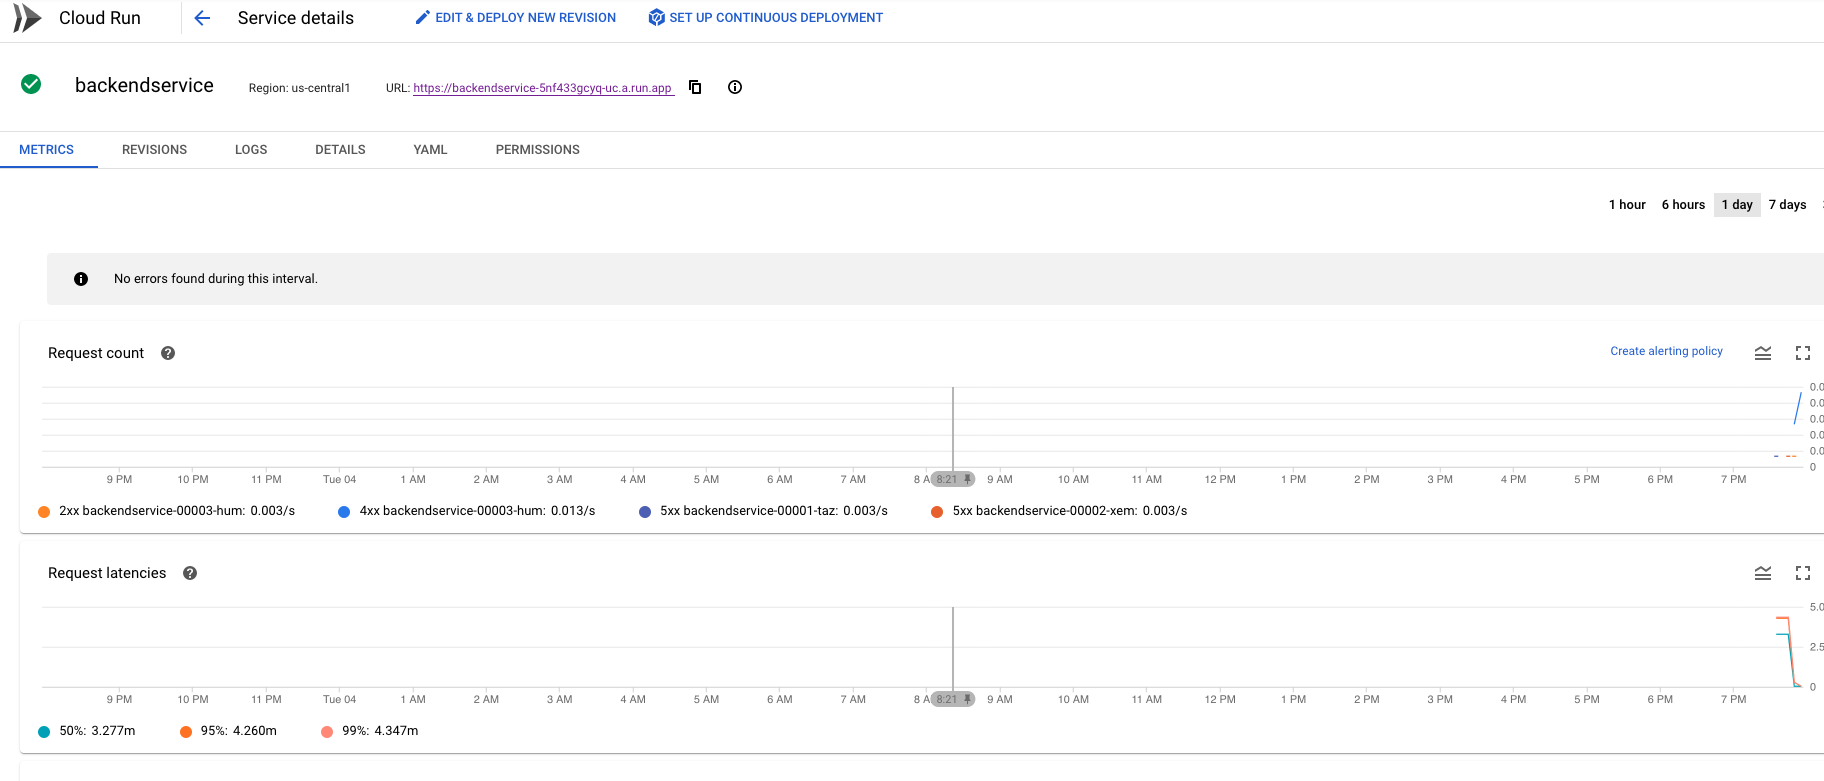 Cloud Run
Service details
EDIT & DEPLOY NEW REVISION
SET UP CONTINUOUS DEPLOYMENT
backendservice
Region: us-central1
URL: https://backendservice-5nf433gcyq-uc.a.run.app
METRICS REVISIONS LOGS DETAILS YAML PERMISSIONS
1 hour 6 hours 1 day 7 days
No errors found during this interval.
Request count
Create alerting policy
0.0
0.0
0.0
0.0
0.0
0
9 PM 10 PM 11 PM Tue 04 1 AM 2 AM 3 AM 4 AM 5 AM 6 AM 7 AM 8 A 8:21 9 AM 10 AM 11 AM 12 PM 1 PM 2 PM 3 PM 4 PM 5 PM 6 PM 7 PM
2xx backendservice-00003-hum: 0.003/s 4xx backendservice-00003-hum: 0.013/s 5xx backendservice-00001-taz: 0.003/s 5xx backendservice-00002-xem: 0.003/s
Request latencies
5.0
2.5
0
9 PM 10 PM 11 PM Tue 04 1 AM 2 AM 3 AM 4 AM 5 AM 6 AM 7 AM 8 A 8:21 9 AM 10 AM 11 AM 12 PM 1 PM 2 PM 3 PM 4 PM 5 PM 6 PM 7 PM
50%: 3.277m 95%: 4.260m 99%: 4.347m